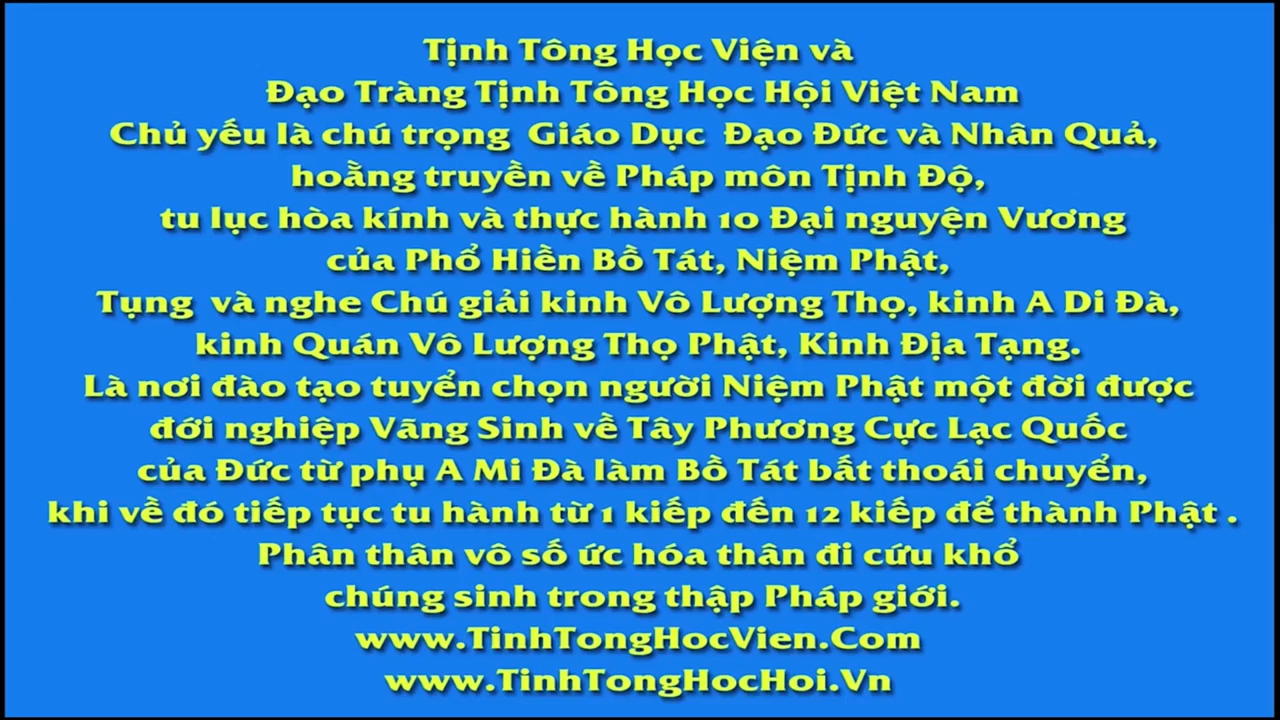 Tịnh Tông Học Viện và
Đạo Tràng Tịnh Tông Học Hội Việt Nam
Chủ yếu là chú trọng Giáo Dục Đạo Đức và Nhân Quả,
hoằng truyền về Pháp môn Tịnh Độ,
tu lục hòa kính và thực hành 10 Đại nguyện Vương
của Phổ Hiền Bồ Tát, Niệm Phật,
Tụng và nghe Chú giải kinh Vô Lượng Thọ, kinh A Di Đà,
kinh Quán Vô Lượng Thọ Phật, Kinh Địa Tạng.
Là nơi đào tạo tuyển chọn người Niệm Phật một đời được
đới nghiệp Vãng Sinh về Tây Phương Cực Lạc Quốc
của Đức từ phụ A Mi Đà làm Bồ Tát bất thoái chuyển,
khi về đó tiếp tục tu hành từ 1 kiếp đến 12 kiếp để thành Phật .
Phân thân vô số ức hóa thân đi cứu khổ
chúng sinh trong thập Pháp giới.
www.TinhTongHocVien.Com
www.TinhTongHocHoi.Vn